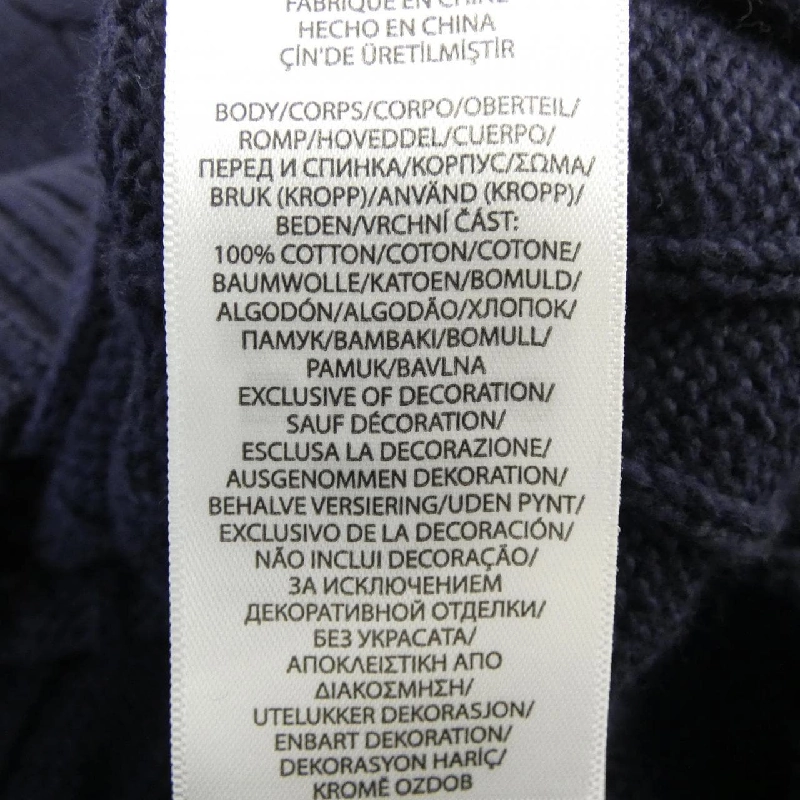 FABRIQUÉ EN CHINE
HECHO EN CHINA
ÇİN'DE ÜRETİLMİŞTİR
BODY/CORPS/CORPO/OBERTEIL/
ROMP/HOVEDDEL/CUERPO/
ПЕРЕД И СПИНКА/КОРПУС/ΣΩΜΑ/
BRUK (KROPP)/ANVÄND (KROPP)/
BEDEN/VRCHNÍ ČÁST:
100% COTTON/COTON/COTONE/
BAUMWOLLE/KATOEN/BOMULD/
ALGODÓN/ALGODÃO/ХЛОПОК/
ПАМУК/ΒΑΜΒΑΚΙ/BOMULL/
PAMUK/BAVLNA
EXCLUSIVE OF DECORATION/
SAUF DÉCORATION/
ESCLUSA LA DECORAZIONE/
AUSGENOMMEN DEKORATION/
BEHALVE VERSIERING/UDEN PYNT/
EXCLUSIVO DE LA DECORACIÓN/
NÃO INCLUI DECORAÇÃO/
ЗА ИСКЛЮЧЕНИЕМ
ДЕКОРАТИВНОЙ ОТДЕЛКИ/
БЕЗ УКРАСАТА/
ΑΠΟΚΛΕΙΣΤΙΚΗ ΑΠΟ
ΔΙΑΚΟΣΜΗΣΗ/
UTELUKKER DEKORASJON/
ENBART DEKORATION/
DEKORASYON HARİÇ/
KROMĚ OZDOB